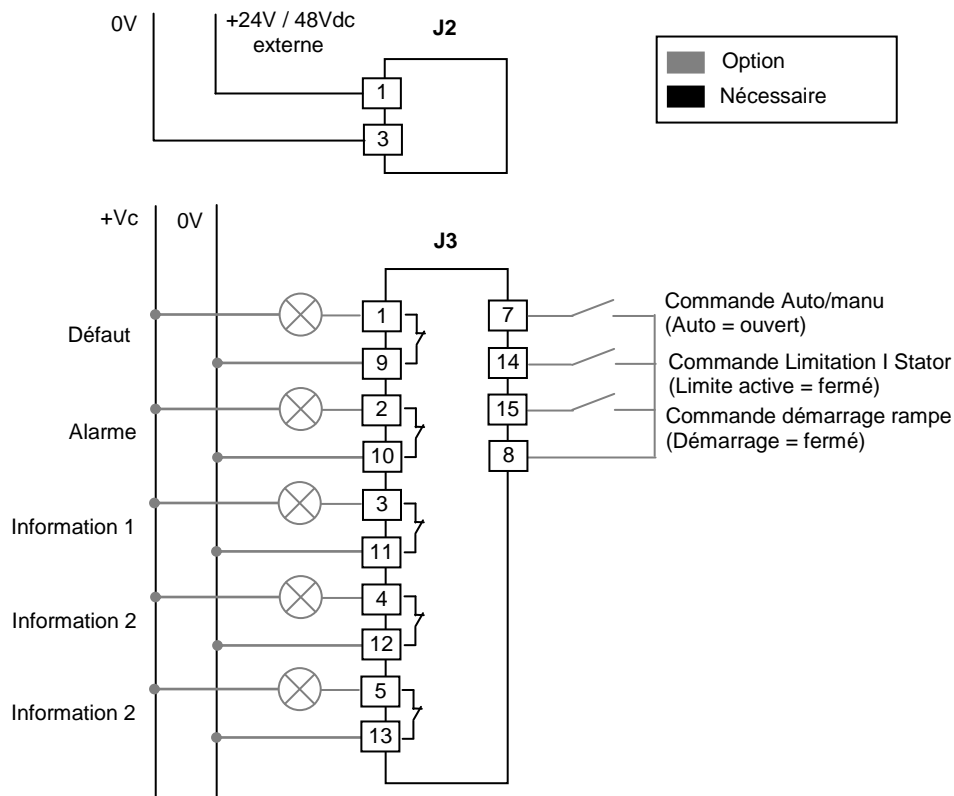 0V
+24V / 48Vdc
externe
J2
1
3
Option
Nécessaire
+Vc
0V
J3
Défaut
1
9
Alarme
2
10
Information 1
3
11
Information 2
4
12
Information 2
5
13
7
Commande Auto/manu
(Auto = ouvert)
14
Commande Limitation I Stator
(Limite active = fermé)
15
Commande démarrage rampe
(Démarrage = fermé)
8